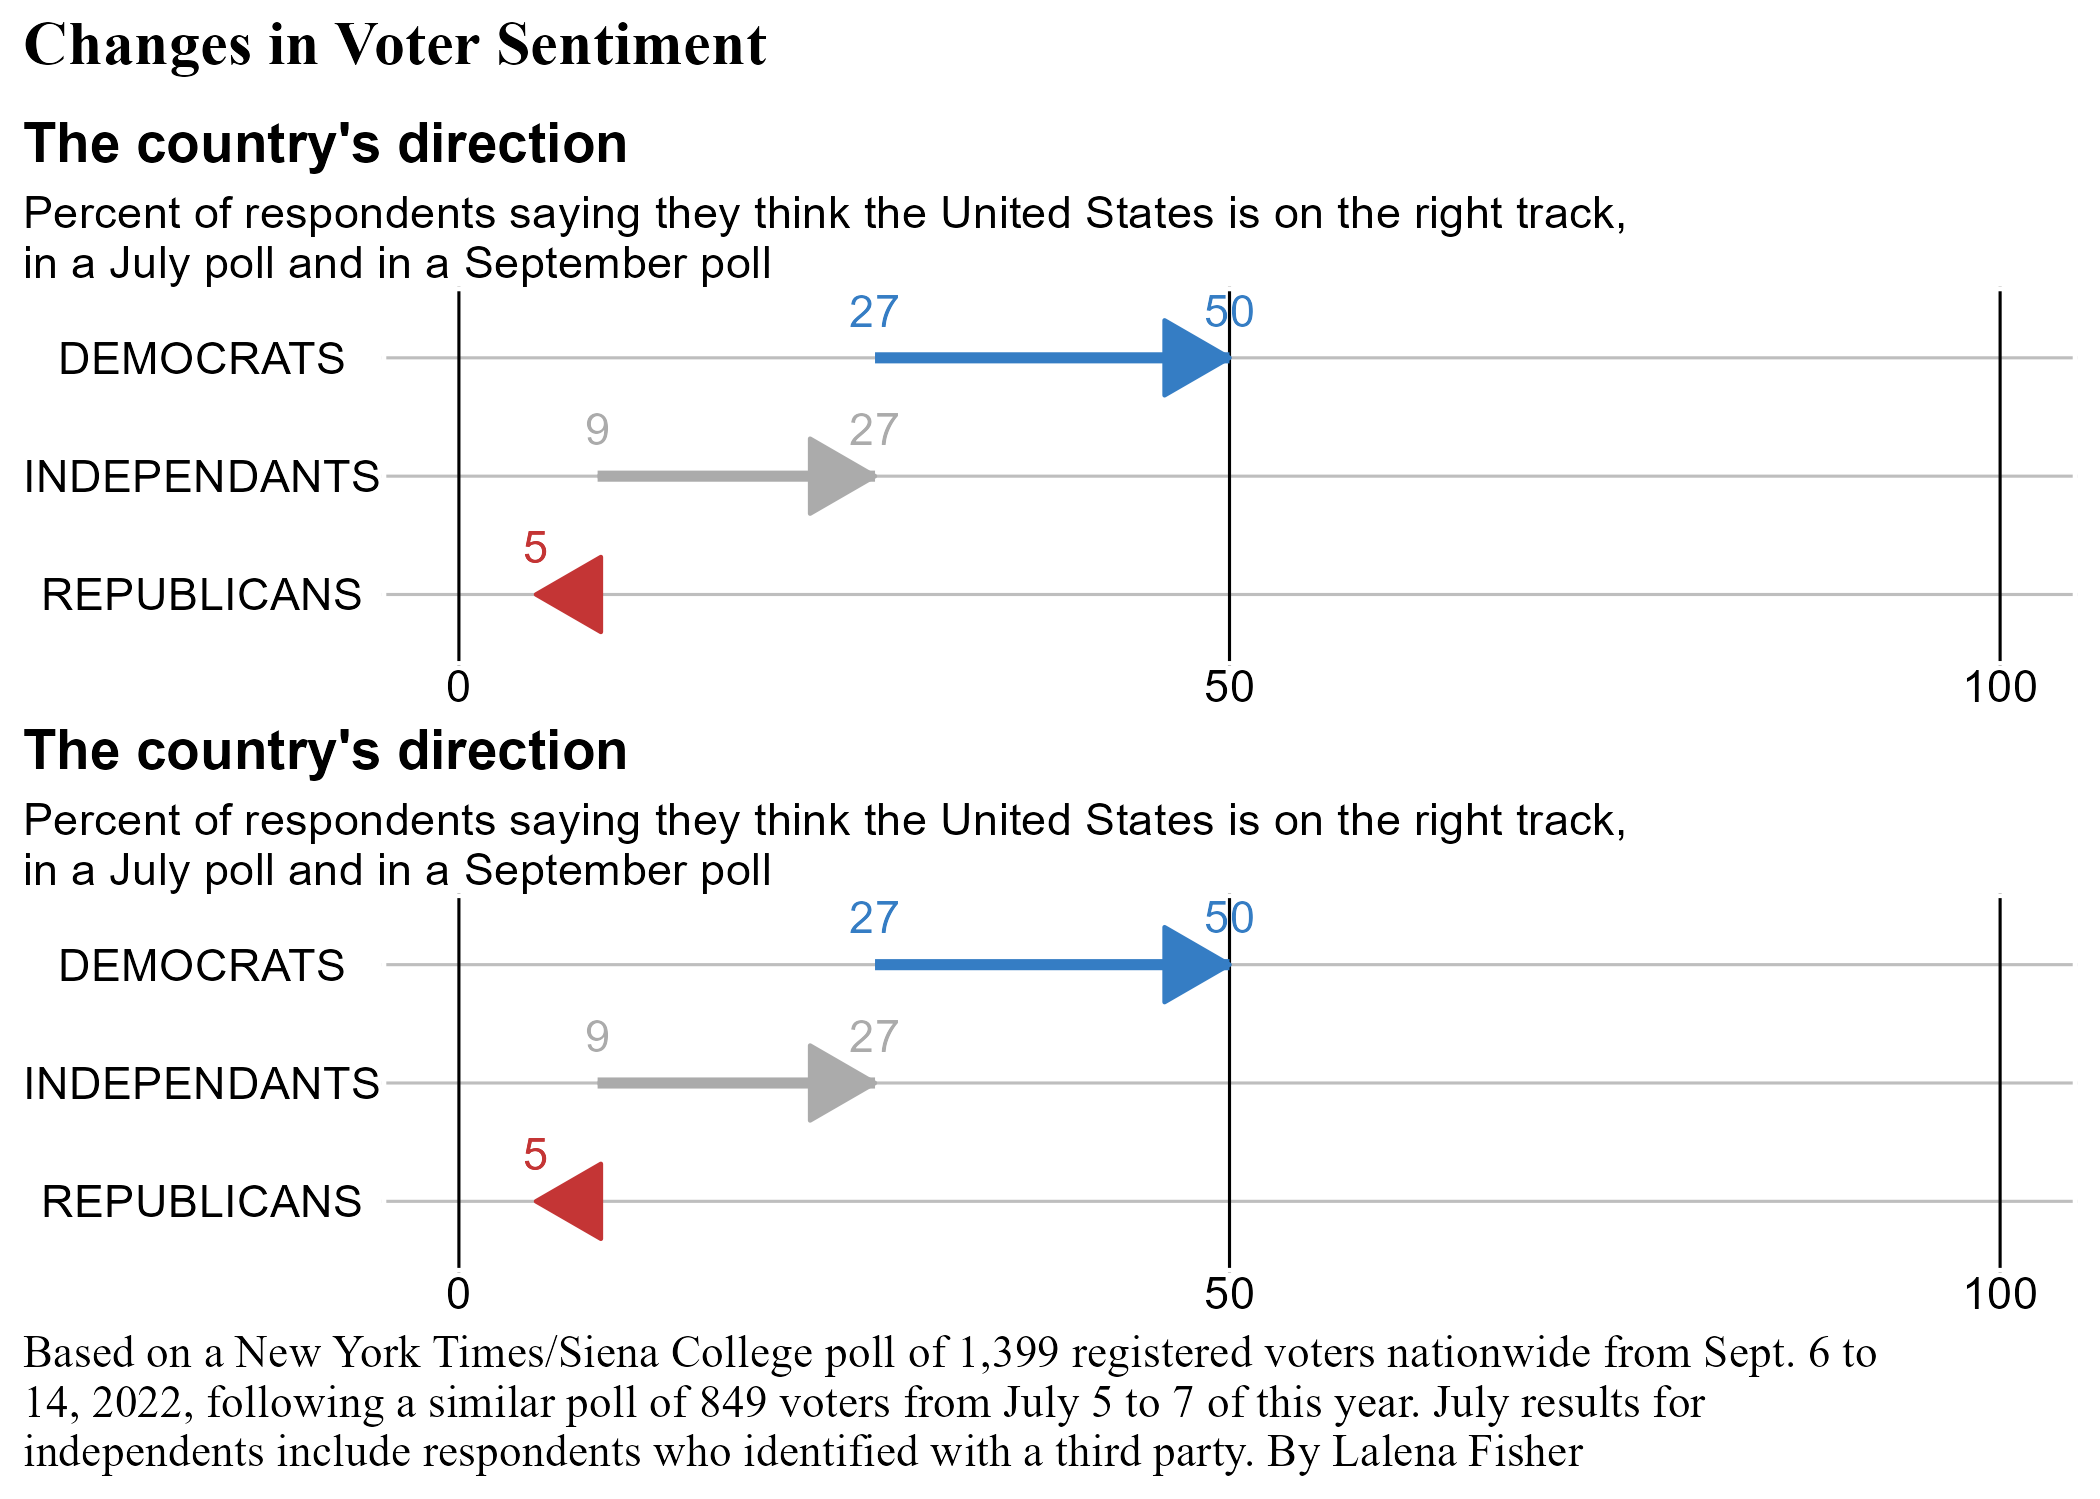 Changes in Voter Sentiment
The country's direction
Percent of respondents saying they think the United States is on the right track,
in a July poll and in a September poll
27 50
DEMOCRATS
9 27
INDEPENDANTS
5
REPUBLICANS
0 50 100
The country's direction
Percent of respondents saying they think the United States is on the right track,
in a July poll and in a September poll
27 50
DEMOCRATS
9 27
INDEPENDANTS
5
REPUBLICANS
0 50 100
Based on a New York Times/Siena College poll of 1,399 registered voters nationwide from Sept. 6 to
14, 2022, following a similar poll of 849 voters from July 5 to 7 of this year. July results for
independents include respondents who identified with a third party. By Lalena Fisher